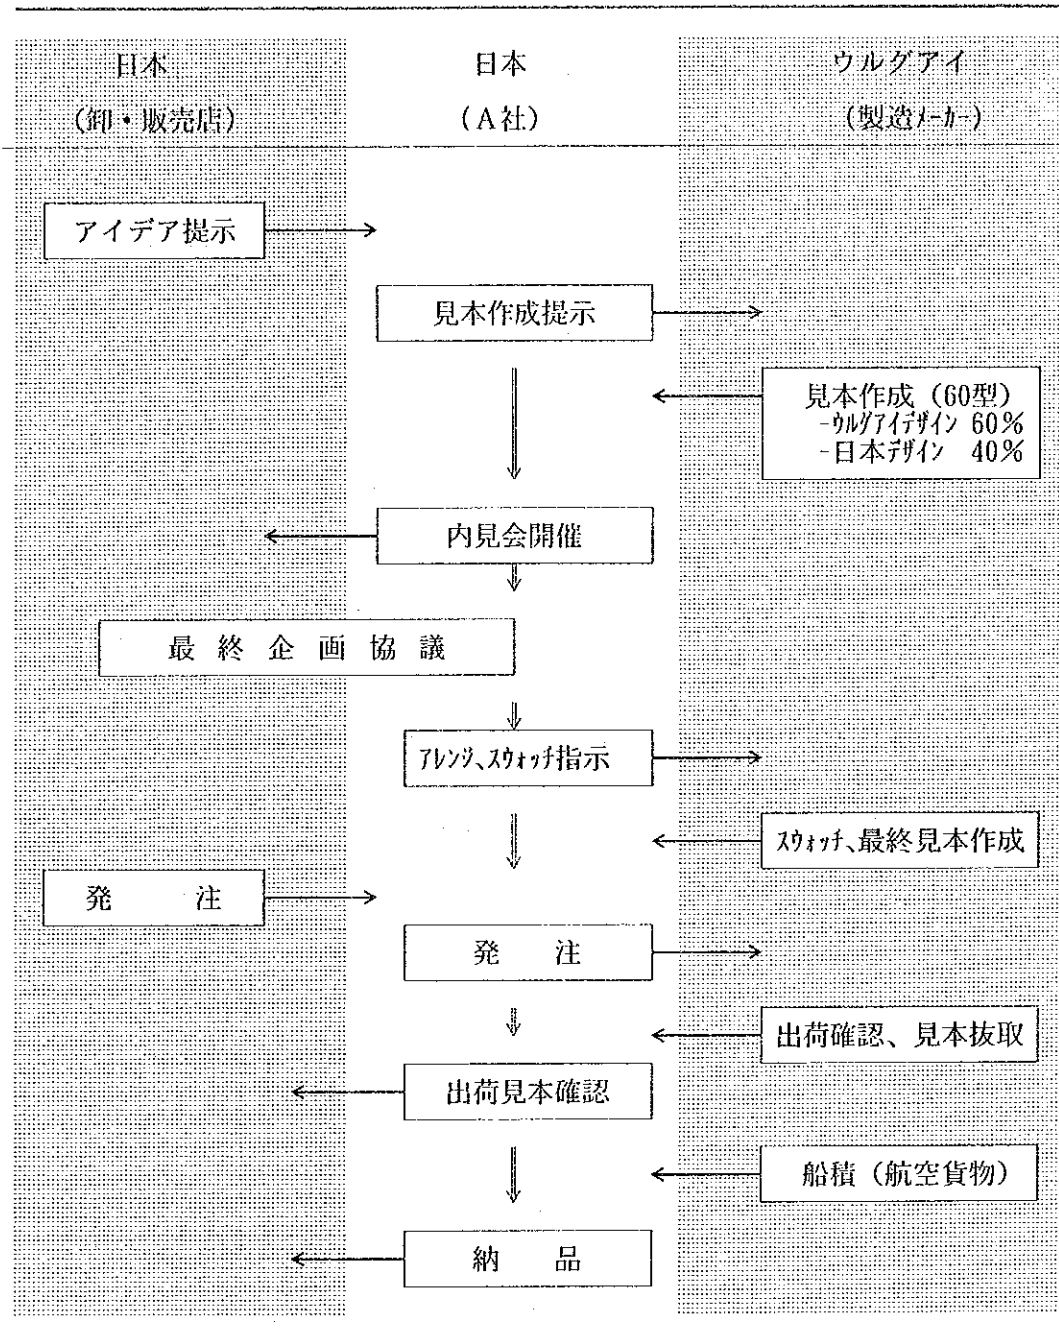 日本
日本
ウルグアイ
(卸・販売店)
(A社)
(製造ﾒｰｶｰ)
アイデア提示
見本作成提示
見本作成(60型)
-ｳﾙｸﾞｱｲﾃﾞｻﾞｲﾝ 60%
-日本ﾃﾞｻﾞｲﾝ 40%
内見会開催
最終企画協議
ｱﾚﾝｼﾞ、ｽｳｫｯﾁ指示
ｽｳｫｯﾁ、最終見本作成
発注
発注
出荷確認、見本抜取
出荷見本確認
船積(航空貨物)
納品